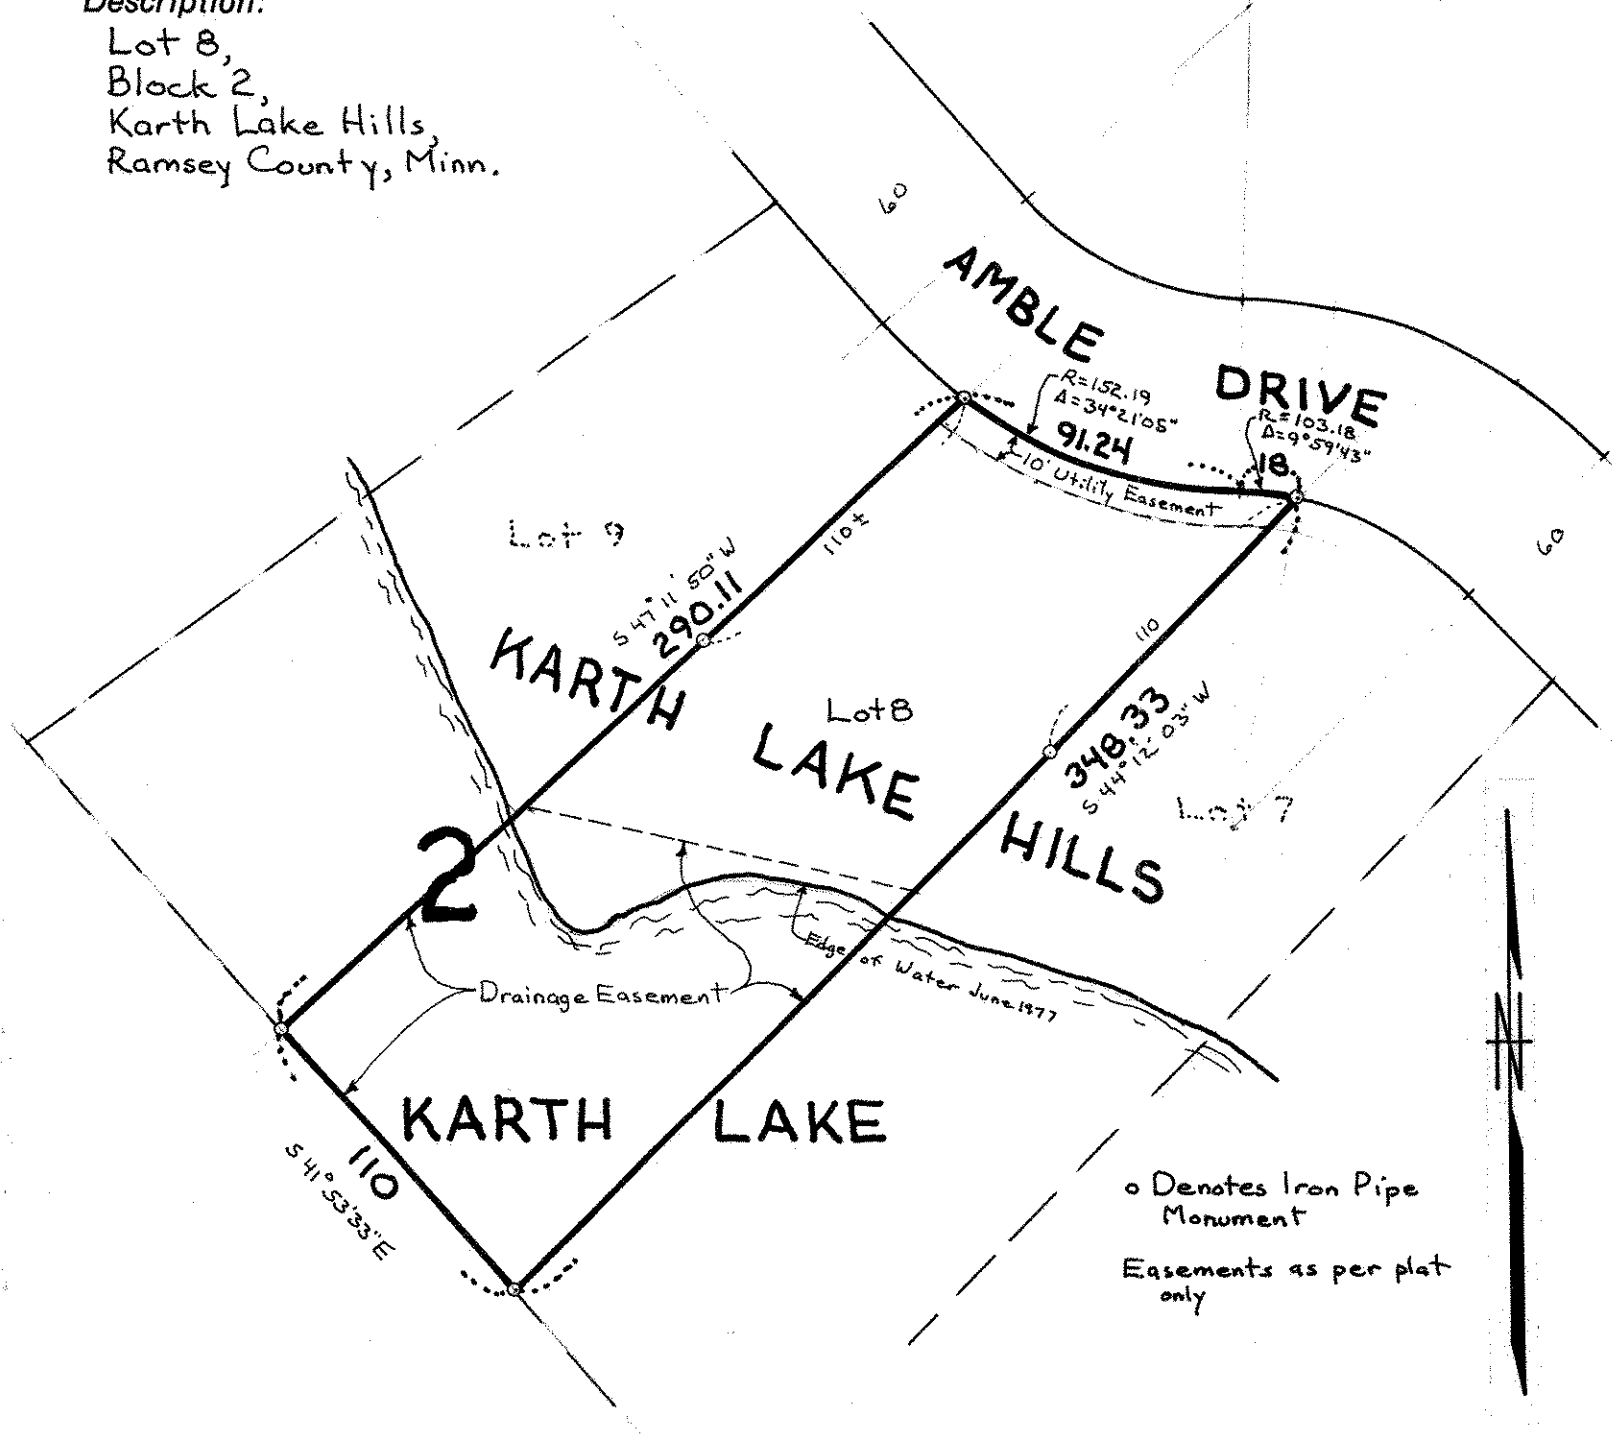 Description:
Lot 8,
Block 2,
Karth Lake Hills,
Ramsey County, Minn.
60
AMBLE
DRIVE
R=152.19
Δ=34°21'05"
91.24
R=103.18
Δ=9°59'43"
18
10' Utility Easement
60
Lot 9
110±
S 47° 11' 50" W
290.11
110
KARTH
LAKE
HILLS
Lot 8
348.33
S 44° 12' 03" W
Lot 7
2
Edge of Water June 1977
Drainage Easement
N
KARTH LAKE
110
S 41° 53' 33" E
o Denotes Iron Pipe
Monument
Easements as per plat
only